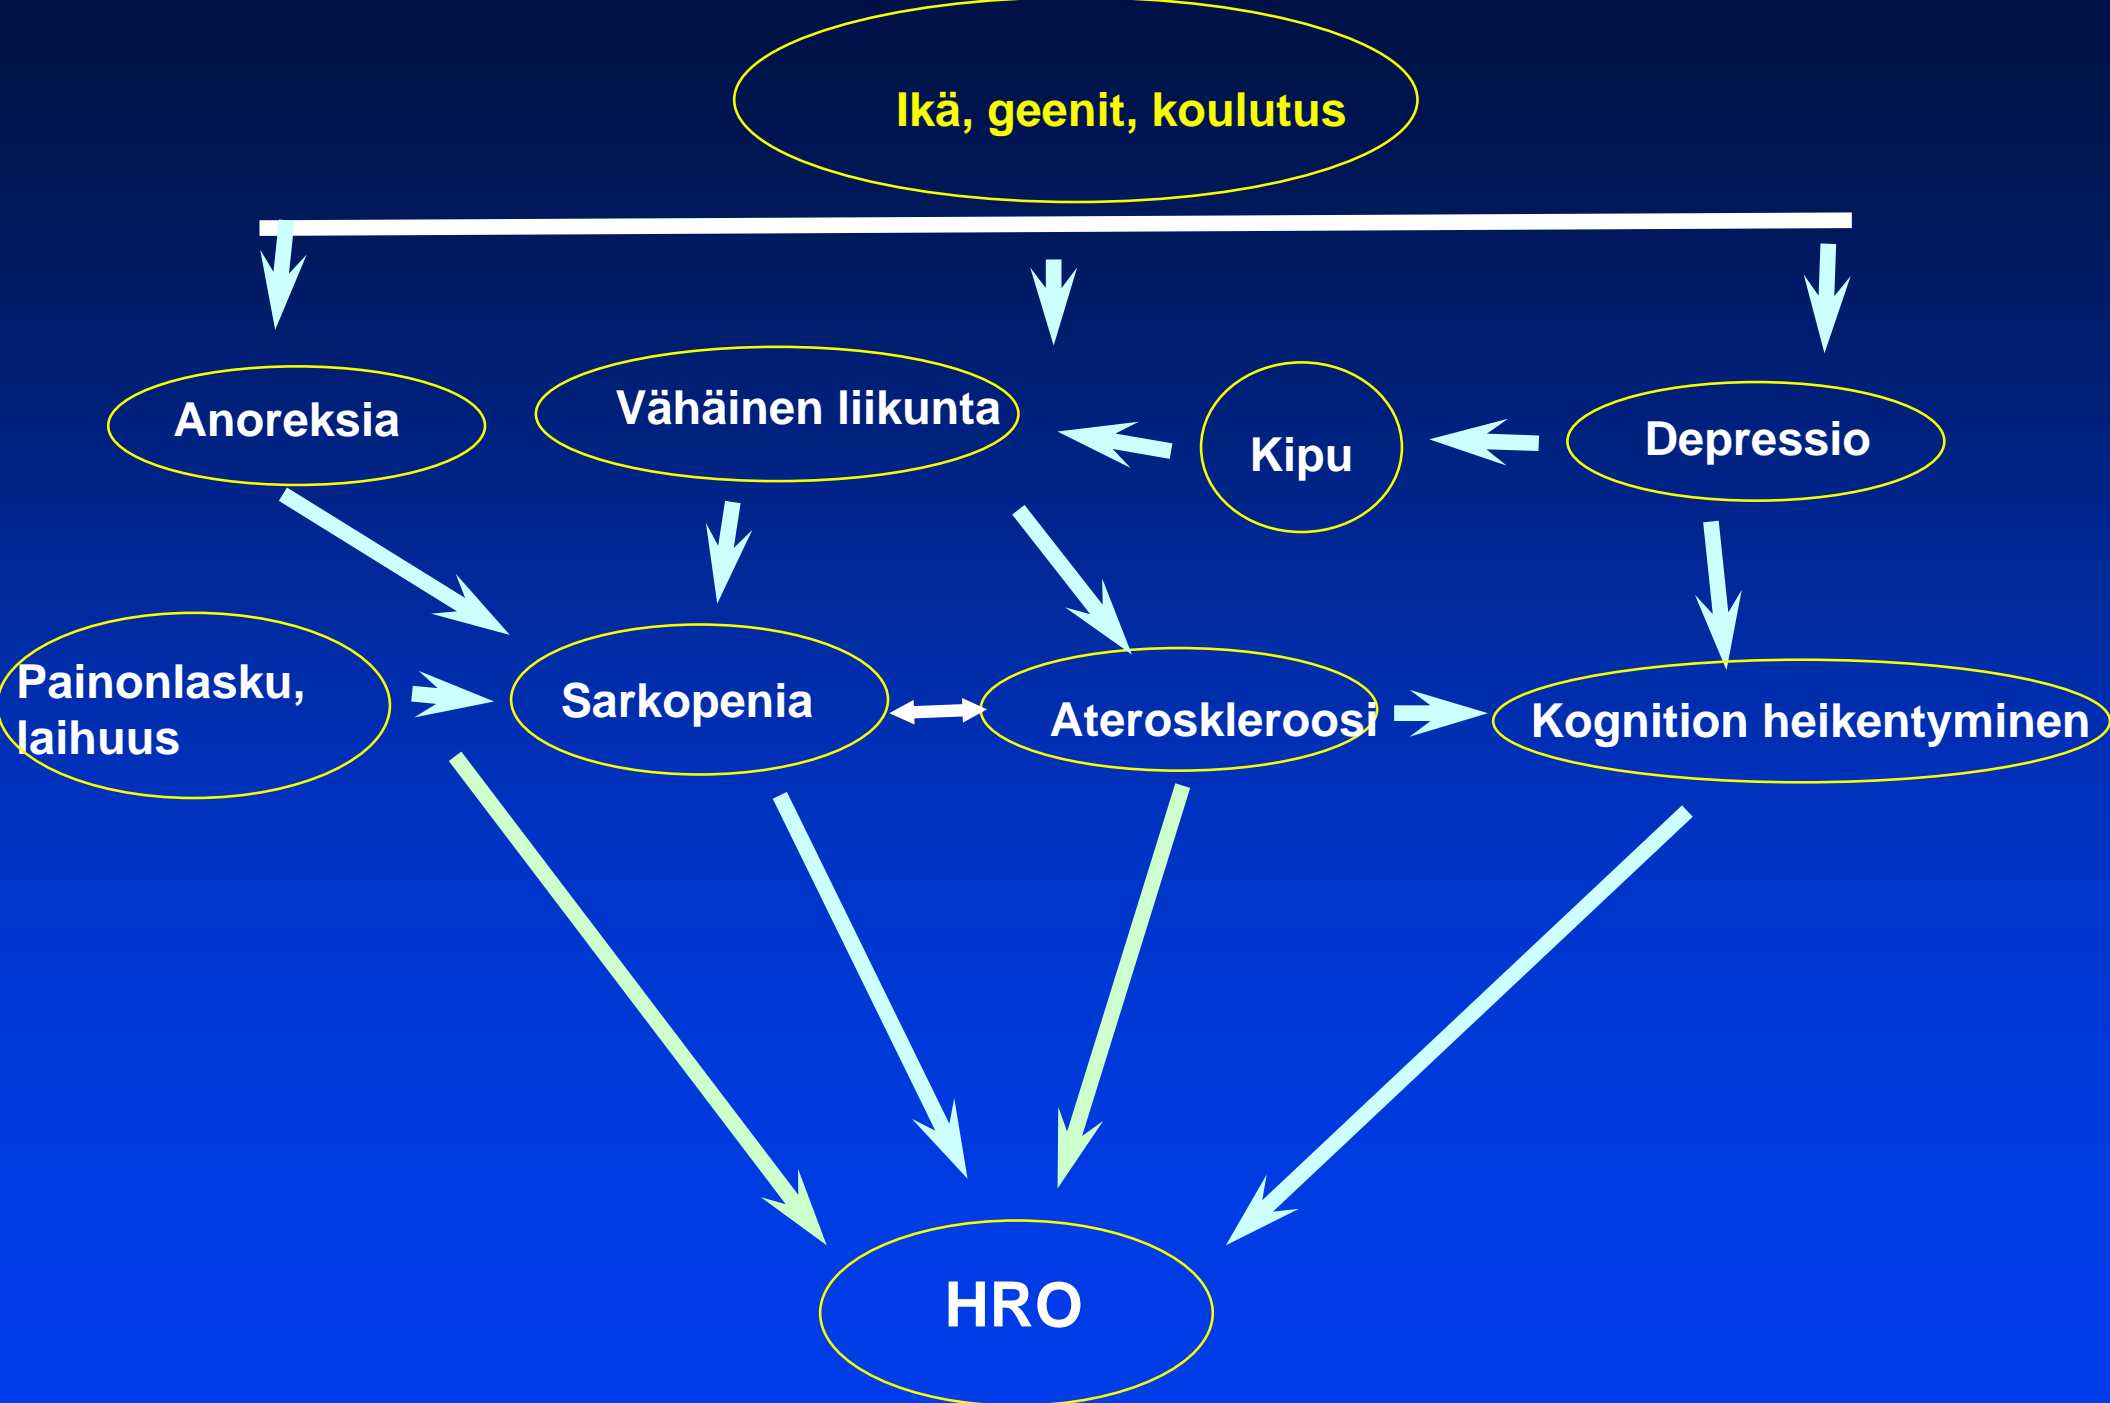 Ikä, geenit, koulutus
Anoreksia
Vähäinen liikunta
Kipu
Depressio
Painonlasku,
laihuus
Sarkopenia
Ateroskleroosi
Kognition heikentyminen
HRO